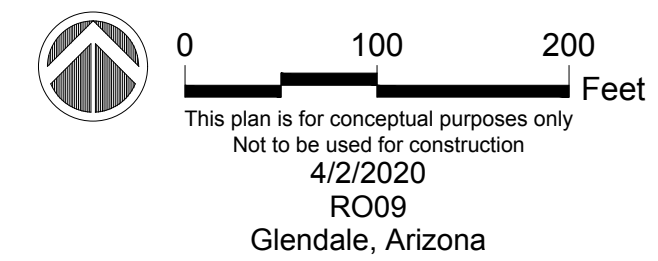 0 100 200
Feet
This plan is for conceptual purposes only
Not to be used for construction
4/2/2020
RO09
Glendale, Arizona